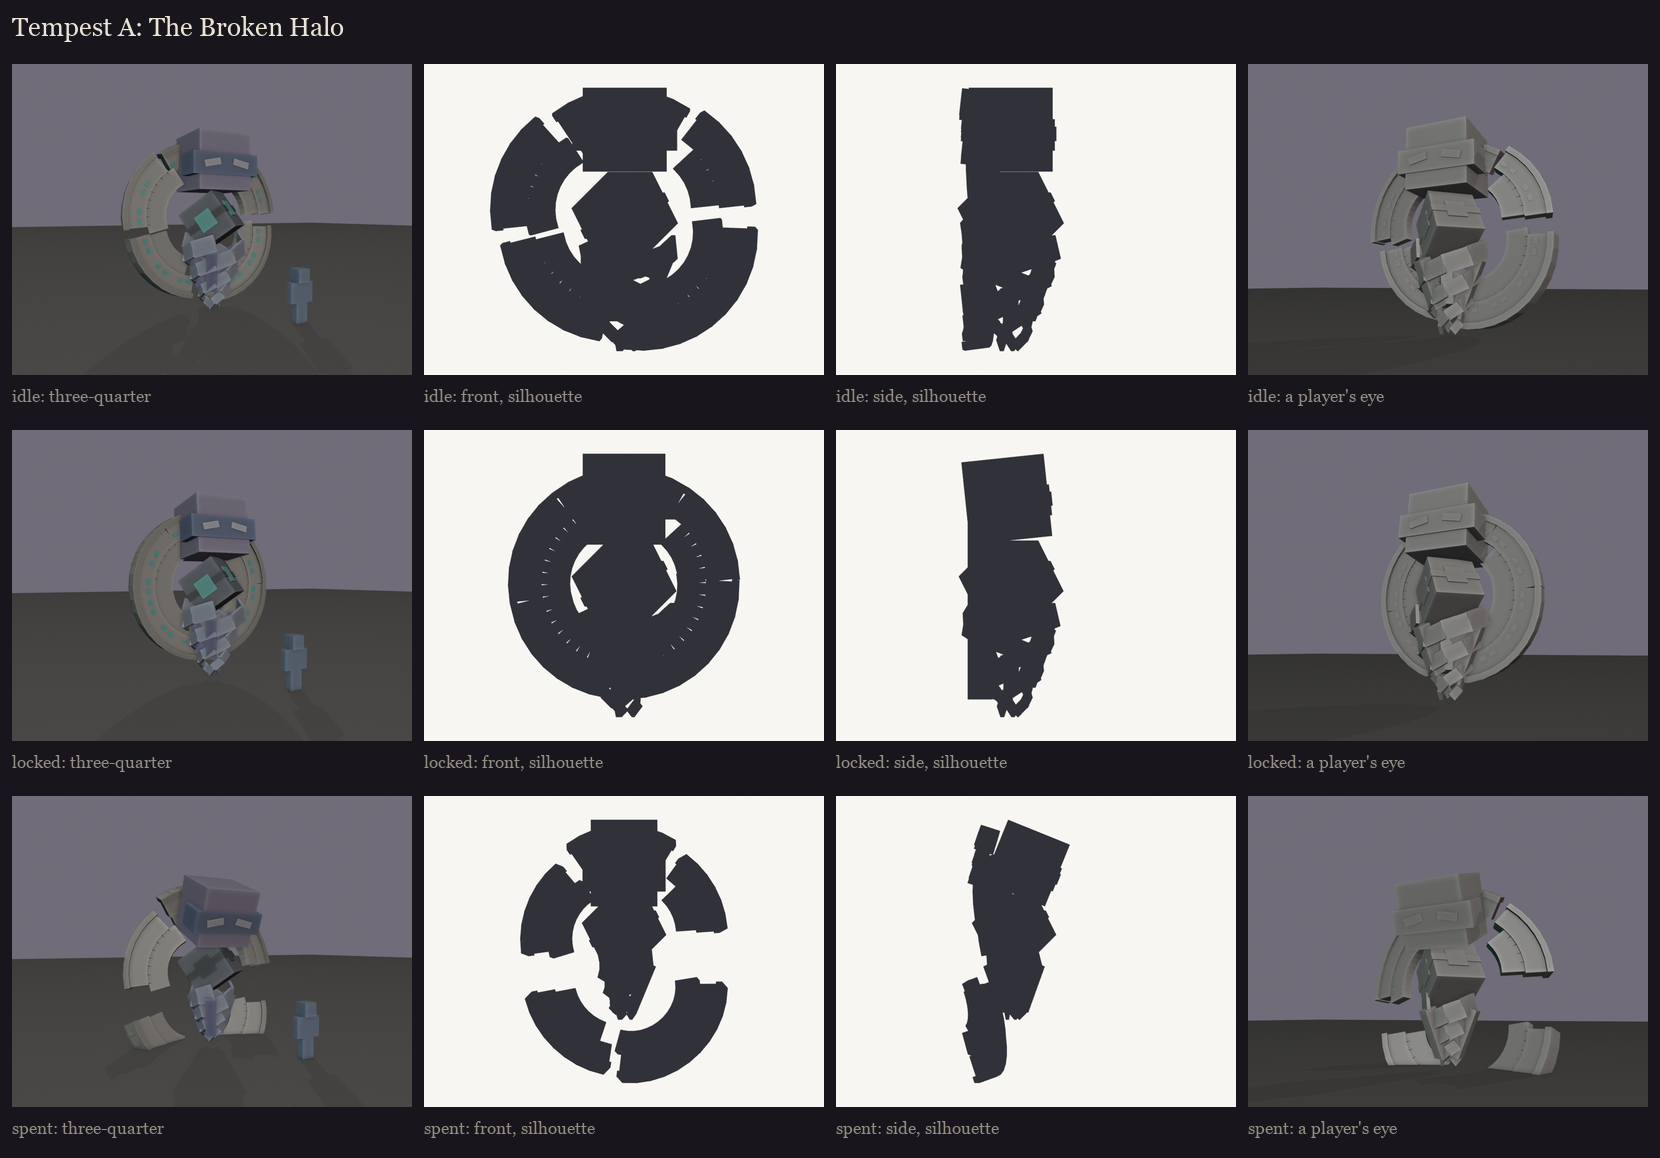 Tempest A: The Broken Halo
idle: three-quarter
idle: front, silhouette
idle: side, silhouette
idle: a player's eye
locked: three-quarter
locked: front, silhouette
locked: side, silhouette
locked: a player's eye
spent: three-quarter
spent: front, silhouette
spent: side, silhouette
spent: a player's eye